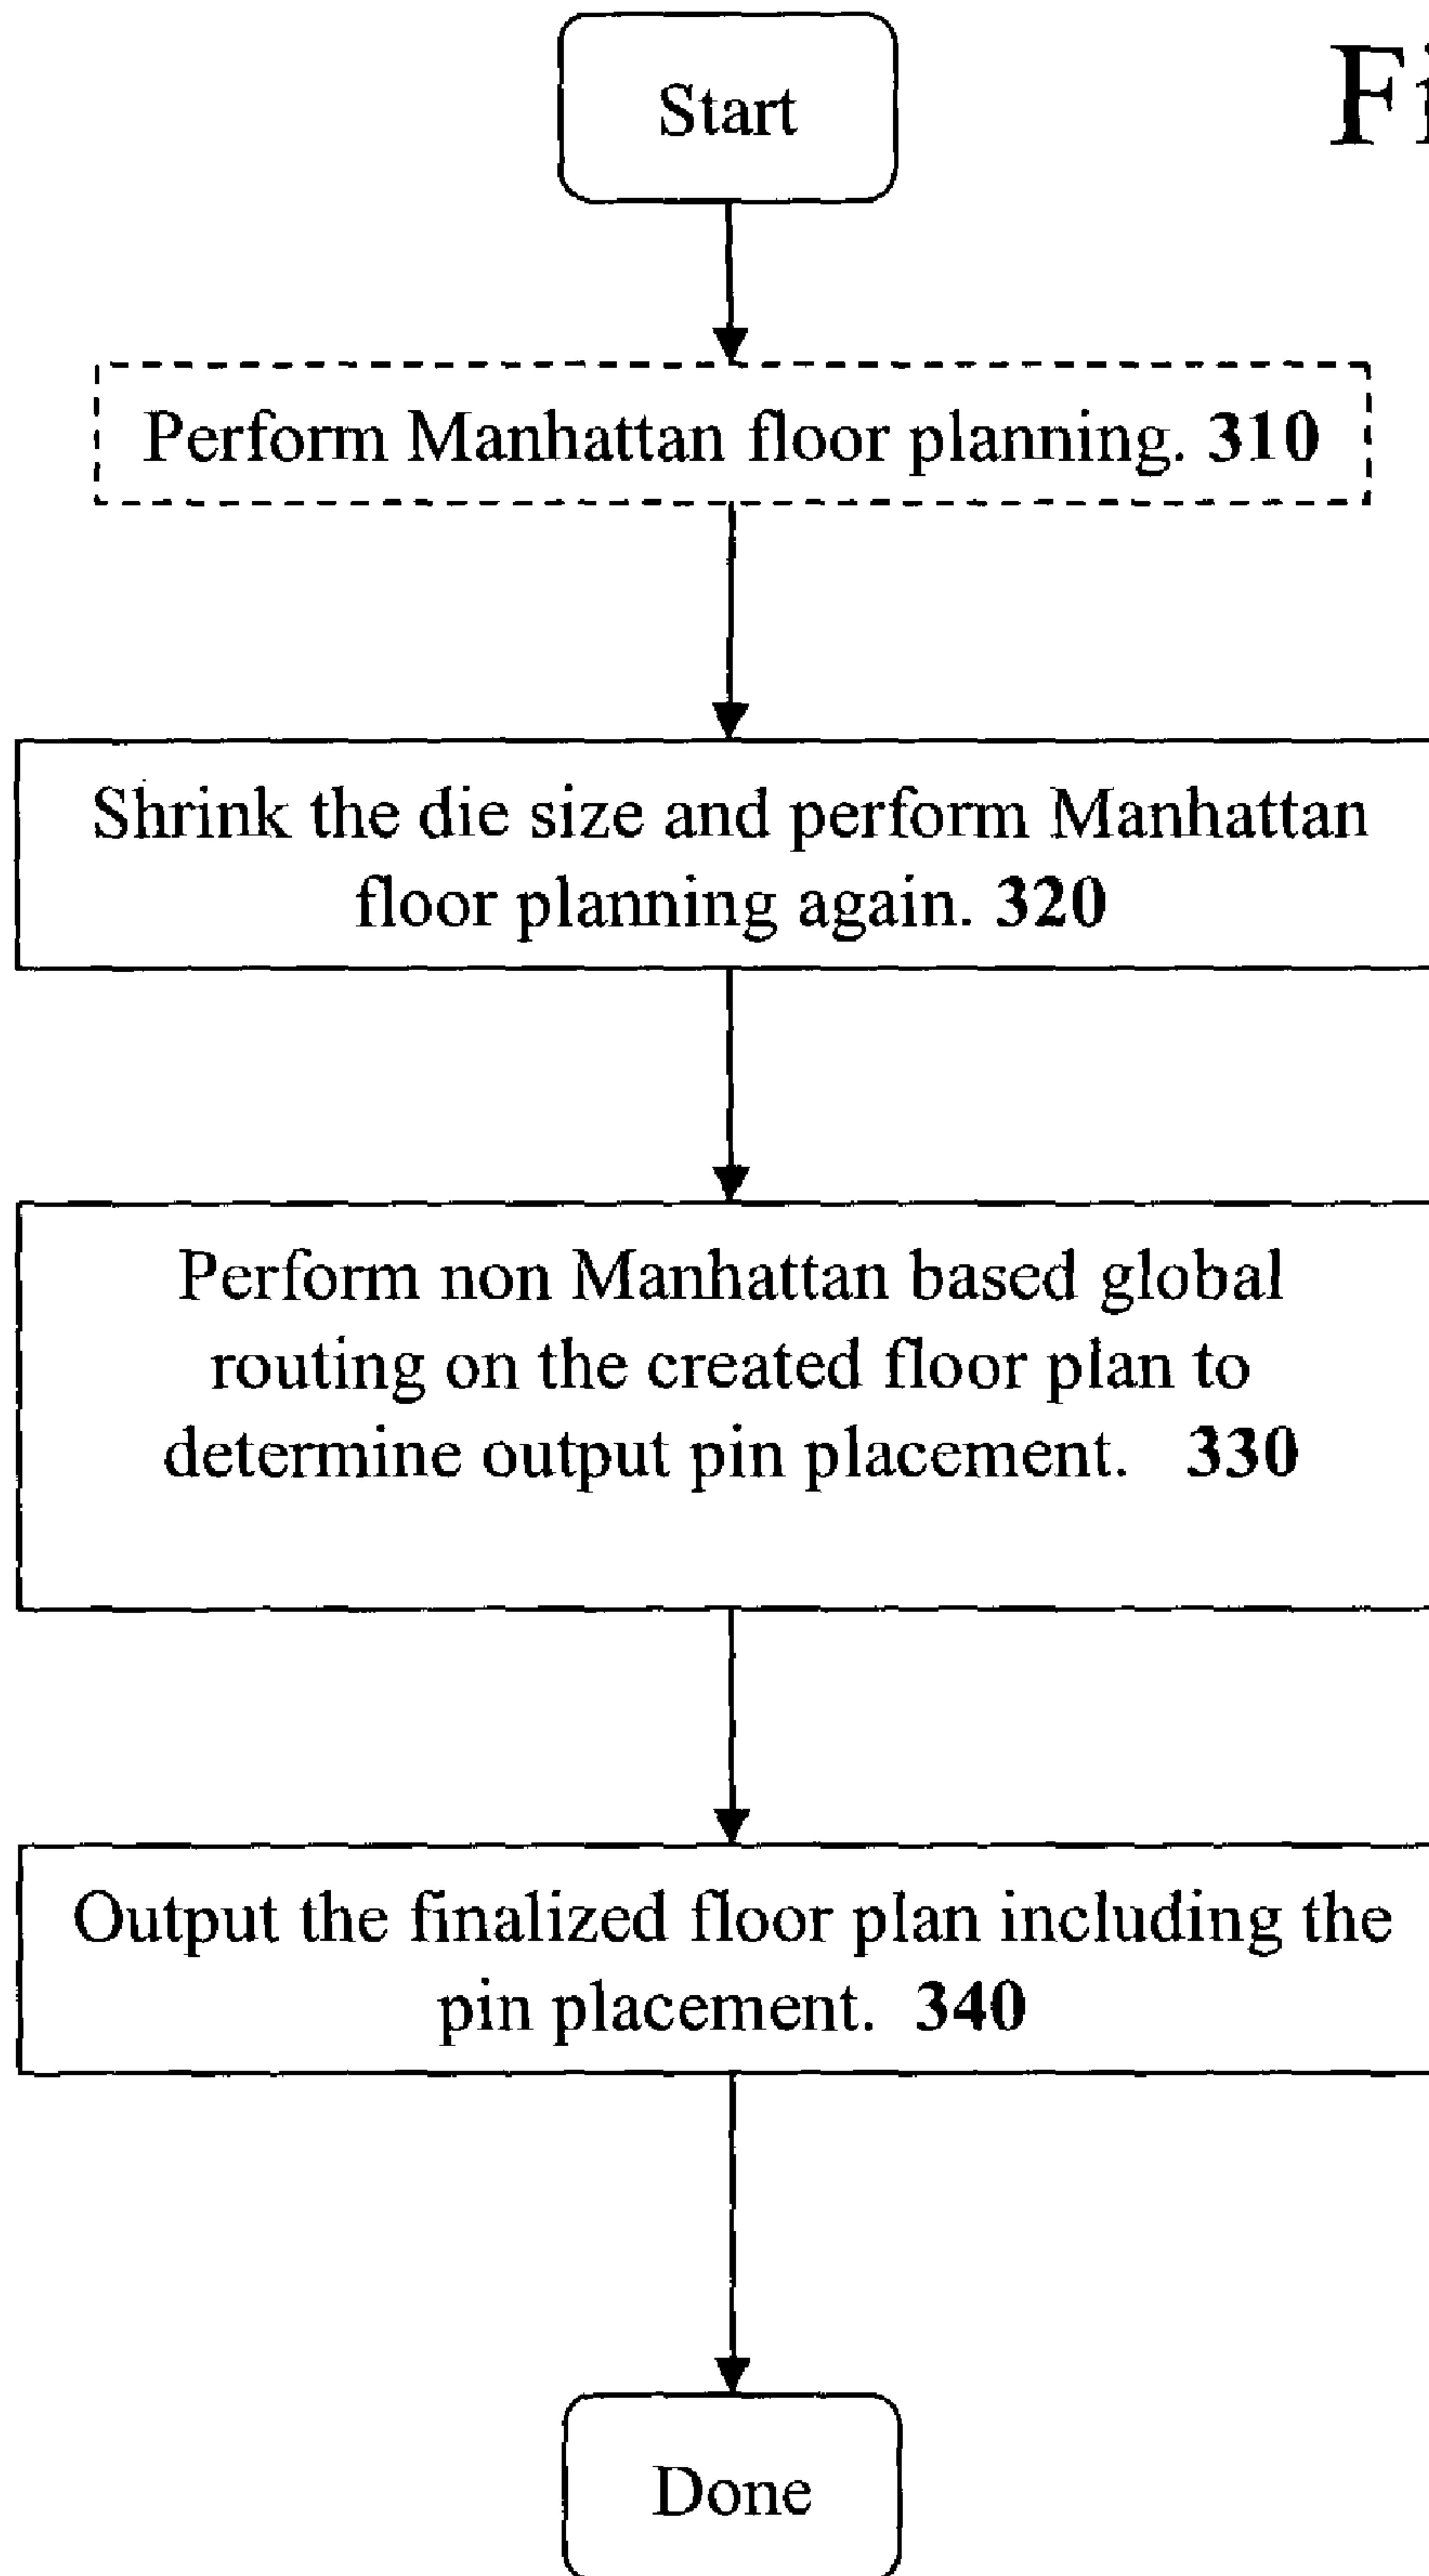 Start
Perform Manhattan floor planning. 310
Shrink the die size and perform Manhattan
floor planning again. 320
Perform non Manhattan based global
routing on the created floor plan to
determine output pin placement. 330
Output the finalized floor plan including the
pin placement. 340
Done